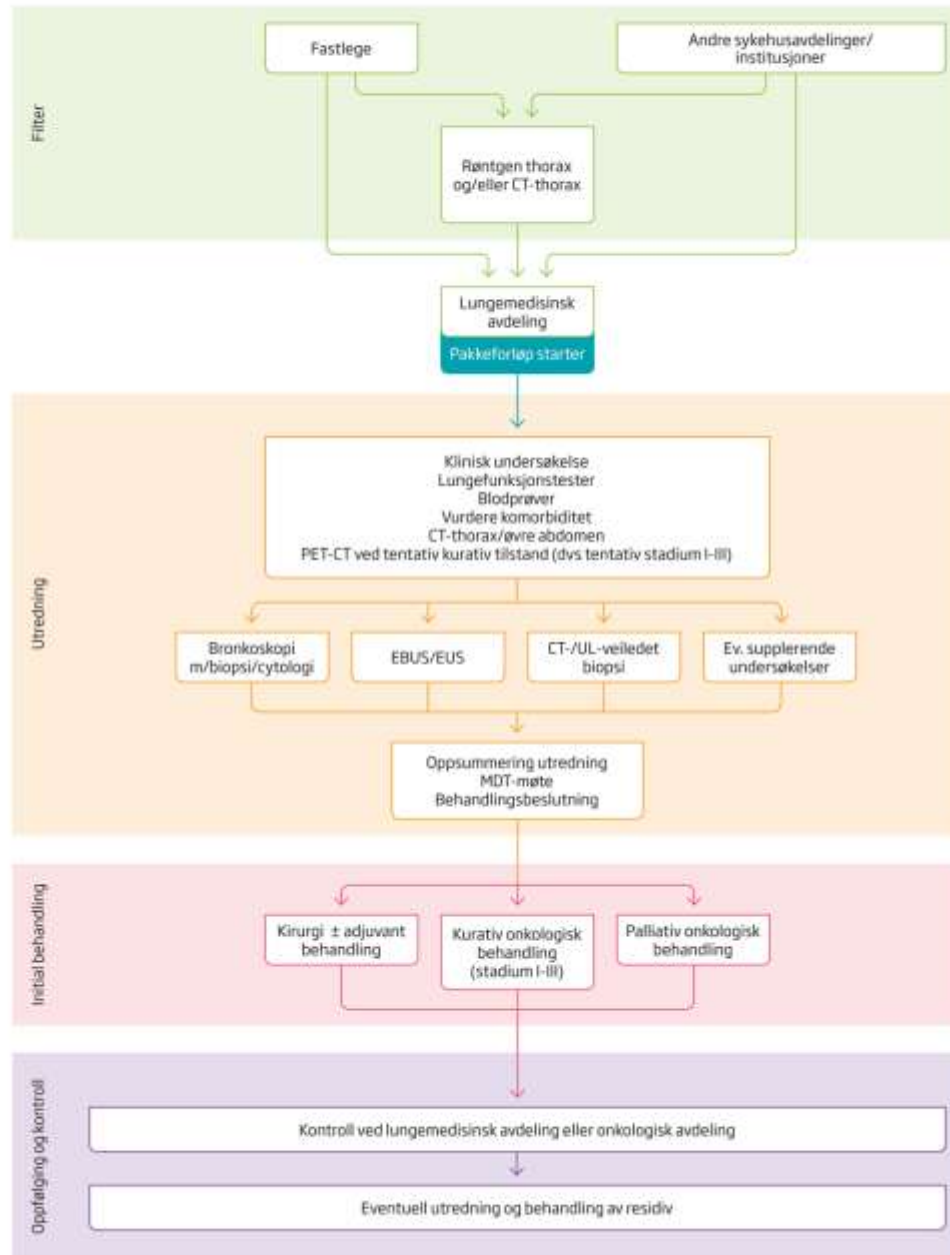 Filter
Fastlege
Andre sykehusavdelinger/
institusjoner
Røntgen thorax
og/eller CT-thorax
Lungemedisinsk
avdeling
Pakkeforløp starter
Utredning
Klinisk undersøkelse
Lungefunksjonstester
Blodprøver
Vurdere komorbiditet
CT-thorax/øvre abdomen
PET-CT ved tentativ kurativ tilstand (dvs tentativ stadium I-III)
Bronkoskopi
m/biopsi/cytologi
EBUS/EUS
CT-/UL-veiledet
biopsi
Ev. supplerende
undersøkelser
Oppsummering utredning
MDT-møte
Behandlingsbeslutning
Initial behandling
Kirurgi ± adjuvant
behandling
Kurativ onkologisk
behandling
(stadium I-III)
Palliativ onkologisk
behandling
Oppfølging og kontroll
Kontroll ved lungemedisinsk avdeling eller onkologisk avdeling
Eventuell utredning og behandling av residiv